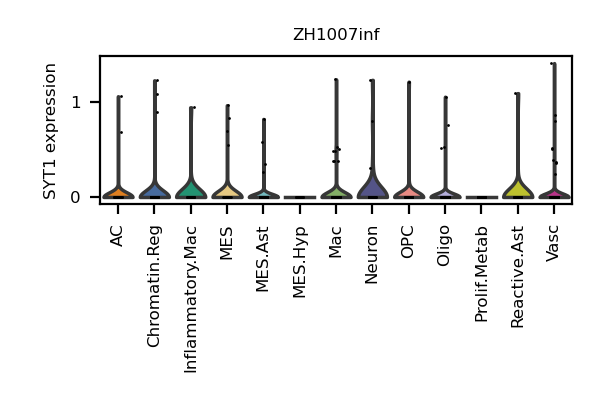 ZH1007inf
SYT1 expression
1
0
AC
Chromatin.Reg
Inflammatory.Mac
MES
MES.Ast
MES.Hyp
Mac
Neuron
OPC
Oligo
Prolif.Metab
Reactive.Ast
Vasc